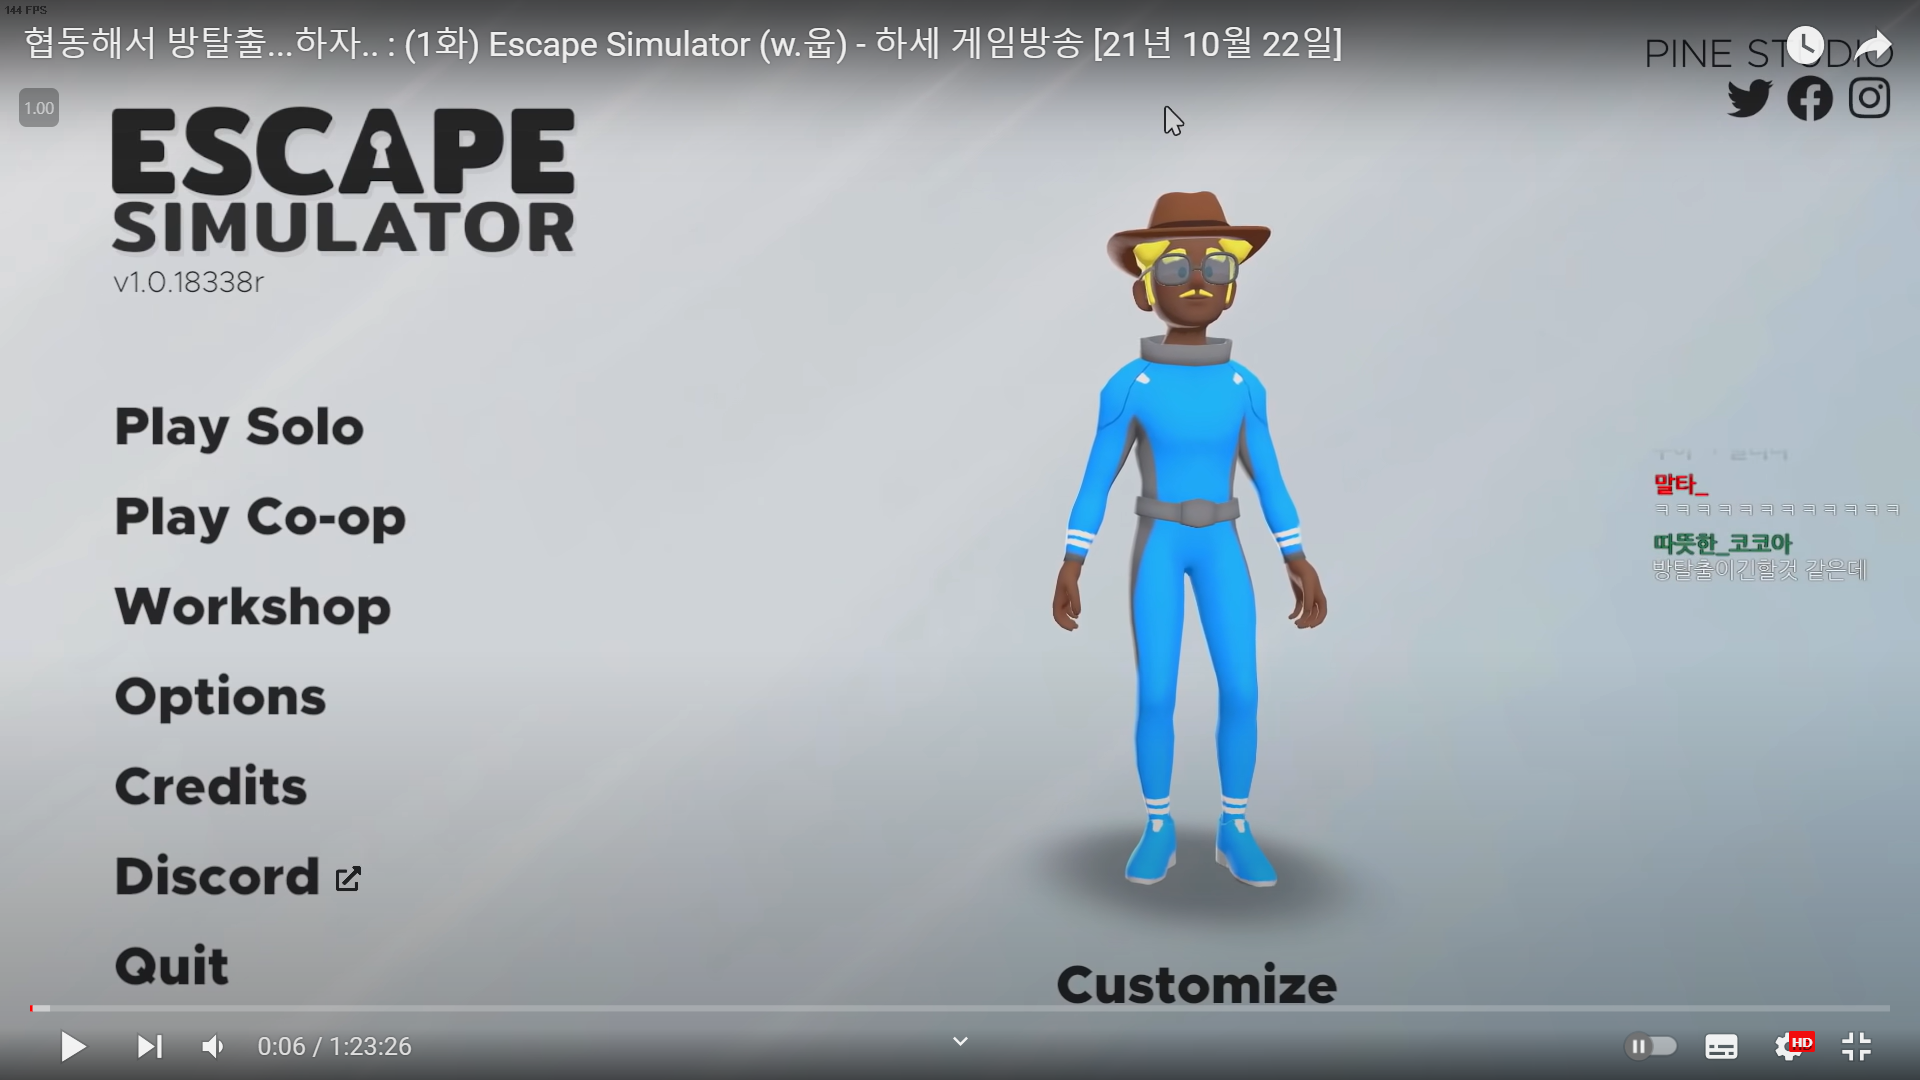 144 FPS
협동해서 방탈출...하자.. : (1화) Escape Simulator (w.웁) - 하세 게임방송 [21년 10월 22일]
PINE STUDIO
1.00
ESCAPE
SIMULATOR
v1.0.18338r
Play Solo
Play Co-op
Workshop
Options
Credits
Discord
Quit
말타_
ㅋㅋㅋㅋㅋㅋㅋㅋㅋㅋㅋㅋ
따뜻한_코코아
방탈출이긴할것 같은데
Customize
0:06 / 1:23:26
HD